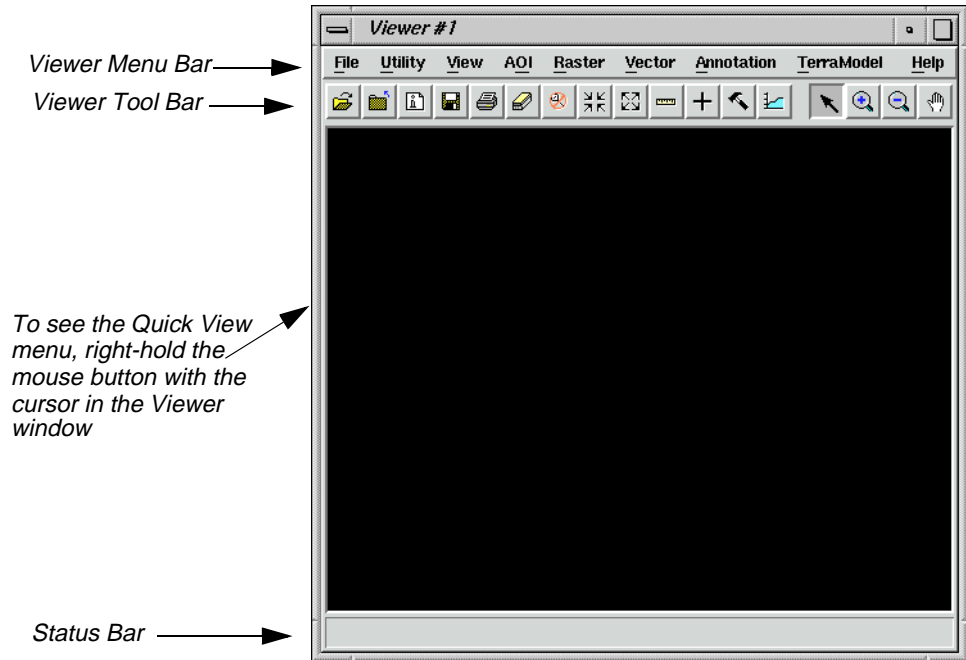 Viewer #1
File Utility View AOI Raster Vector Annotation TerraModel Help
Viewer Menu Bar
Viewer Tool Bar
To see the Quick View
menu, right-hold the
mouse button with the
cursor in the Viewer
window
Status Bar